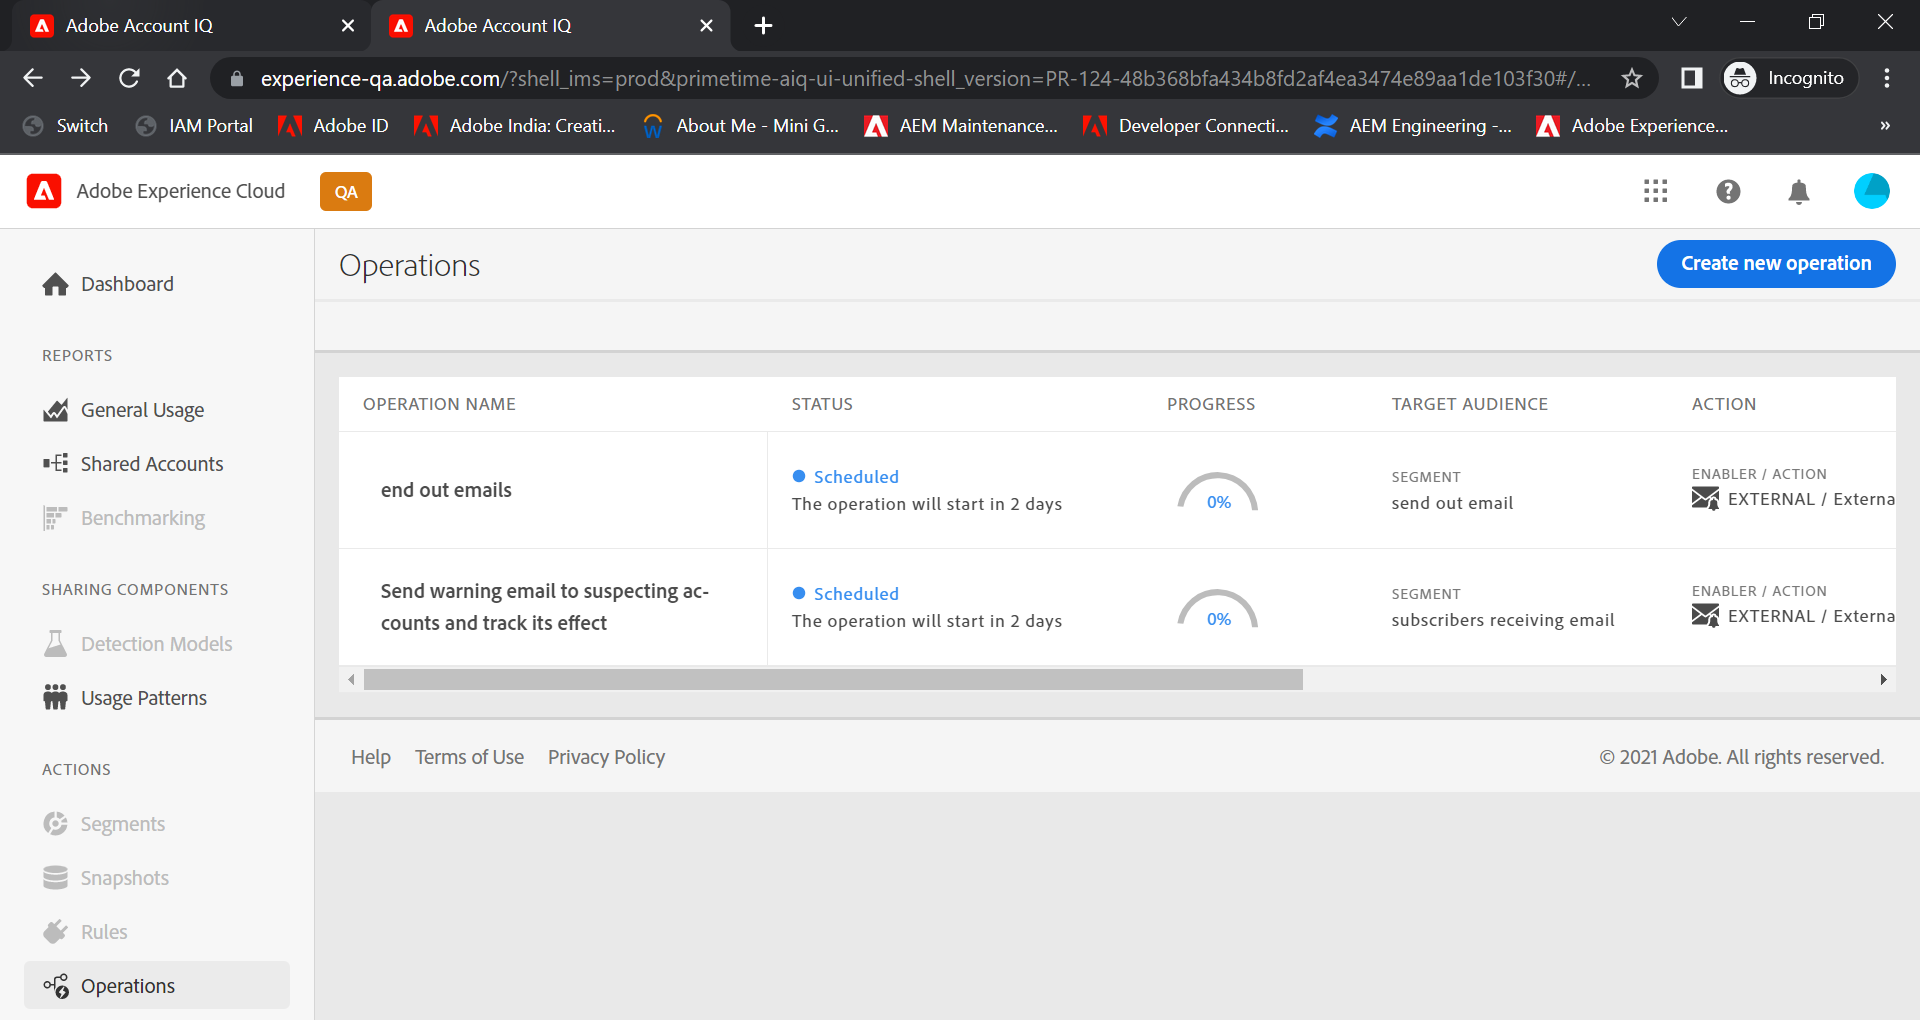 Adobe Account IQ
Adobe Account IQ
experience-qa.adobe.com/?shell_ims=prod&primetime-aiq-ui-unified-shell_version=PR-124-48b368bfa434b8fd2af4ea3474e89aa1de103f30#/...
Incognito
Switch
IAM Portal
Adobe ID
Adobe India: Creati...
About Me - Mini G...
AEM Maintenance...
Developer Connecti...
AEM Engineering -...
Adobe Experience...
»
Adobe Experience Cloud
QA
Dashboard
REPORTS
General Usage
Shared Accounts
Benchmarking
SHARING COMPONENTS
Detection Models
Usage Patterns
ACTIONS
Segments
Snapshots
Rules
Operations
Operations
Create new operation
OPERATION NAME STATUS PROGRESS TARGET AUDIENCE ACTION
end out emails
Scheduled
The operation will start in 2 days
0%
SEGMENT
send out email
ENABLER / ACTION
EXTERNAL / Externa
Send warning email to suspecting ac-
counts and track its effect
Scheduled
The operation will start in 2 days
0%
SEGMENT
subscribers receiving email
ENABLER / ACTION
EXTERNAL / Externa
Help Terms of Use Privacy Policy
© 2021 Adobe. All rights reserved.